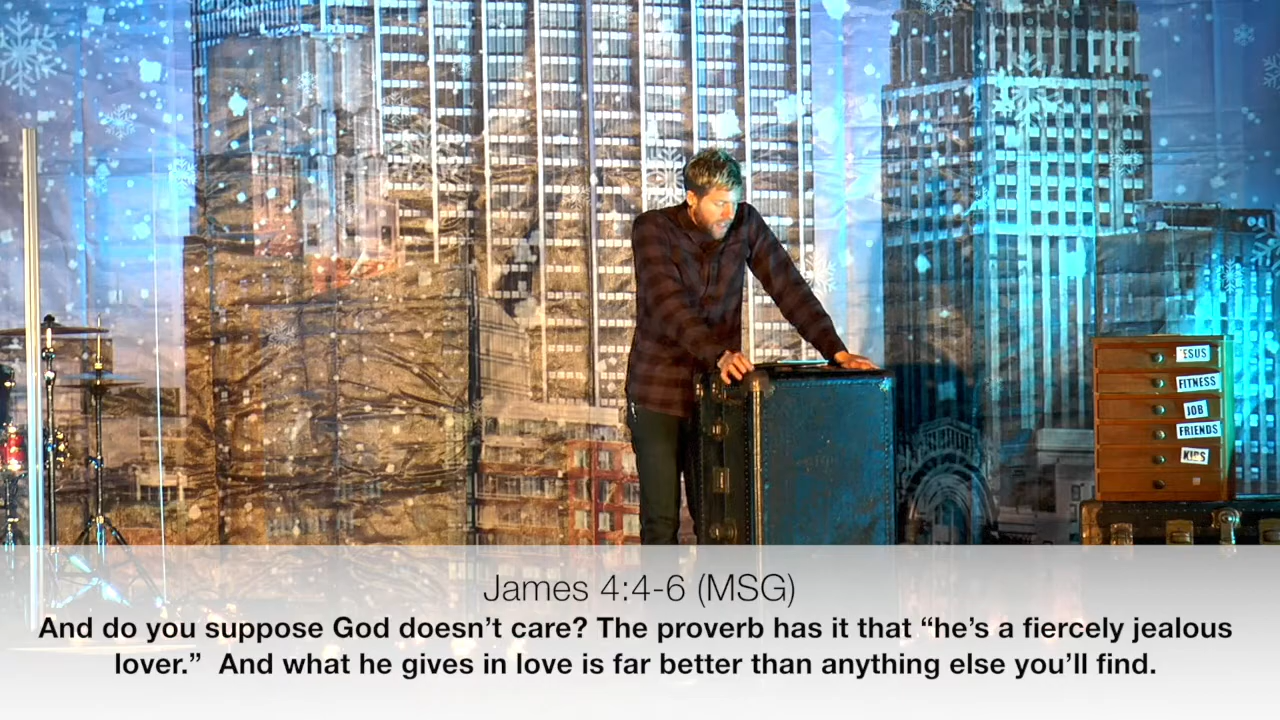 JESUS
FITNESS
JOB
FRIENDS
KIDS
James 4:4-6 (MSG)
And do you suppose God doesn’t care? The proverb has it that “he’s a fiercely jealous
lover.”  And what he gives in love is far better than anything else you’ll find.